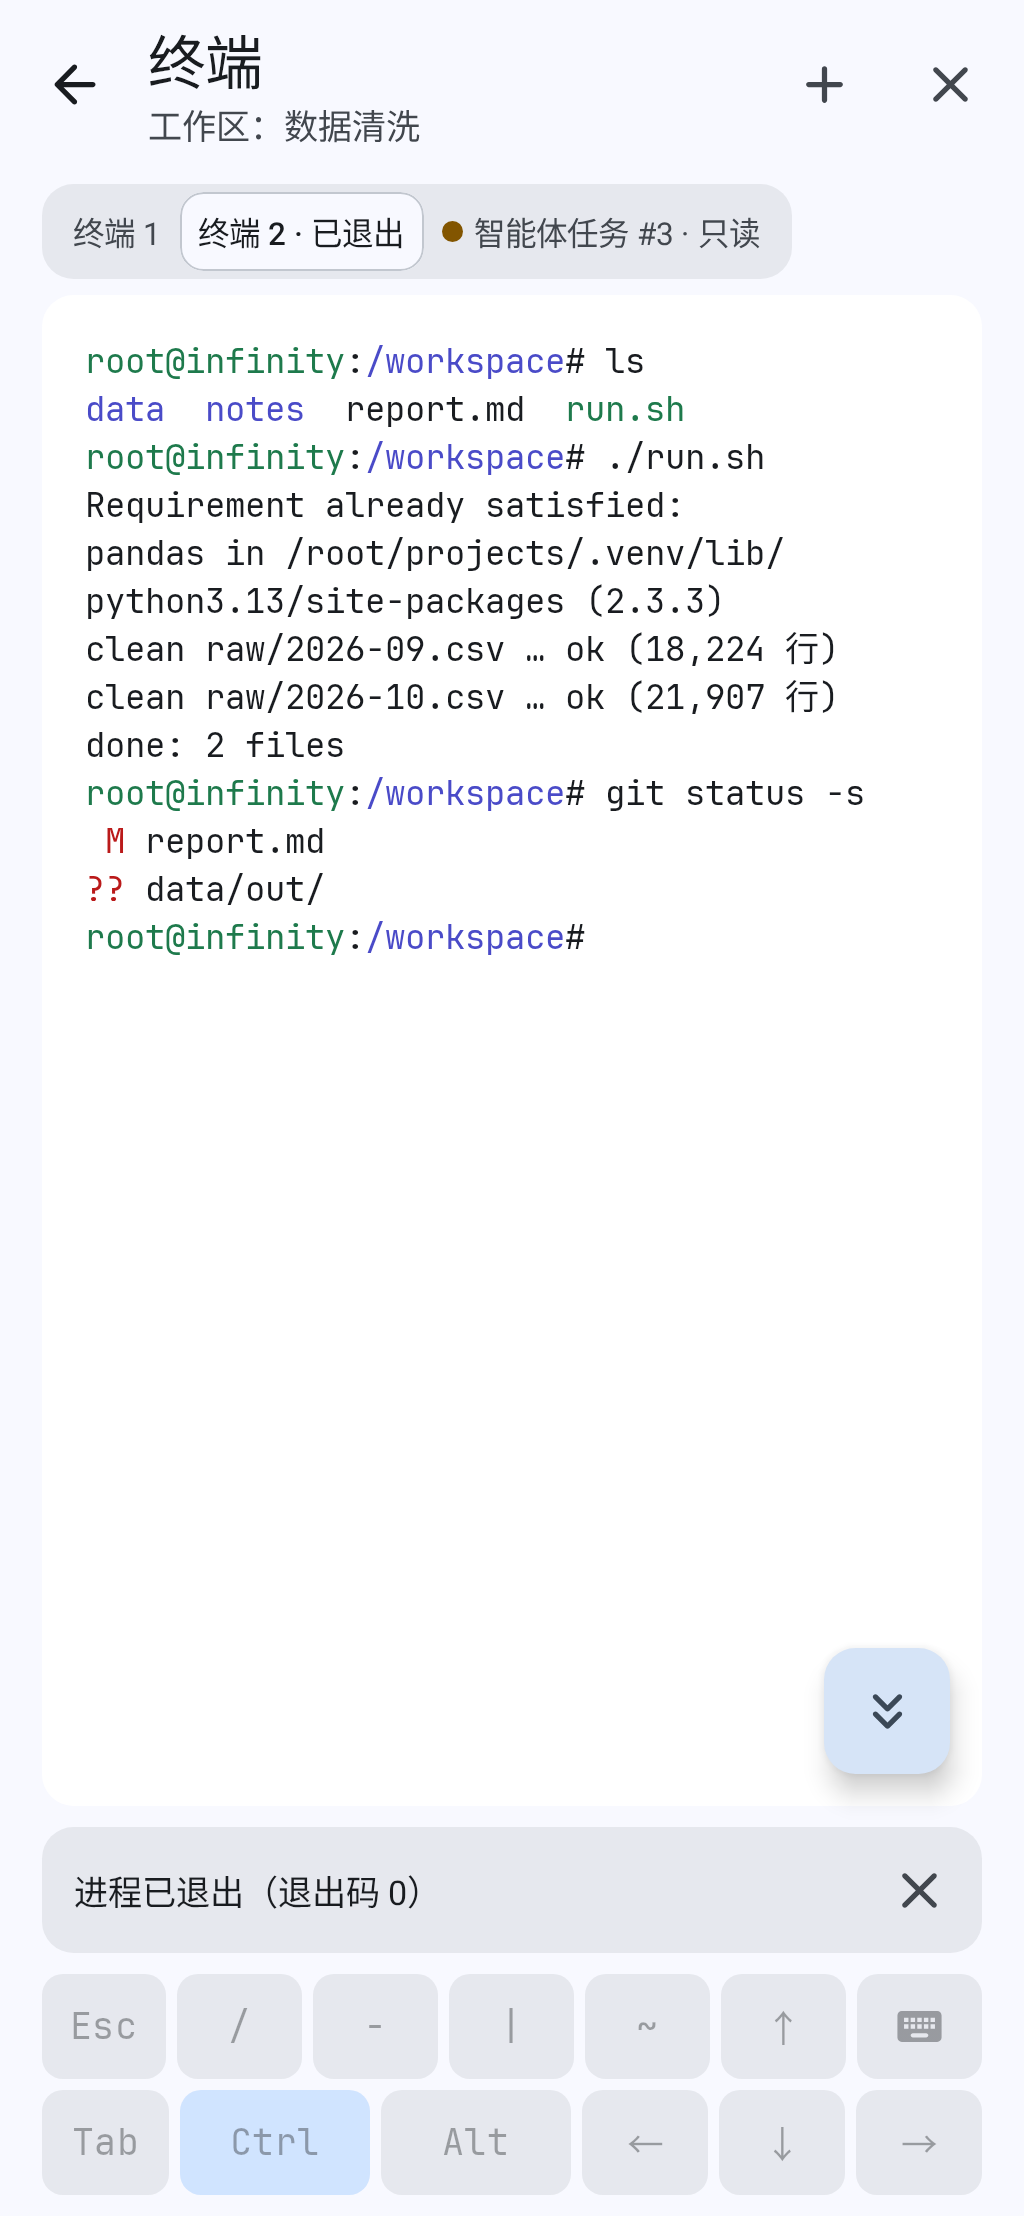 终端
工作区：数据清洗
终端 1
终端 2 · 已退出
智能体任务 #3 · 只读
root@infinity:/workspace# ls
data  notes  report.md  run.sh
root@infinity:/workspace# ./run.sh
Requirement already satisfied:
pandas in /root/projects/.venv/lib/
python3.13/site-packages (2.3.3)
clean raw/2026-09.csv … ok (18,224 行)
clean raw/2026-10.csv … ok (21,907 行)
done: 2 files
root@infinity:/workspace# git status -s
 M report.md
?? data/out/
root@infinity:/workspace#
进程已退出（退出码 0）
Esc / - | ~ ↑
Tab Ctrl Alt ← ↓ →